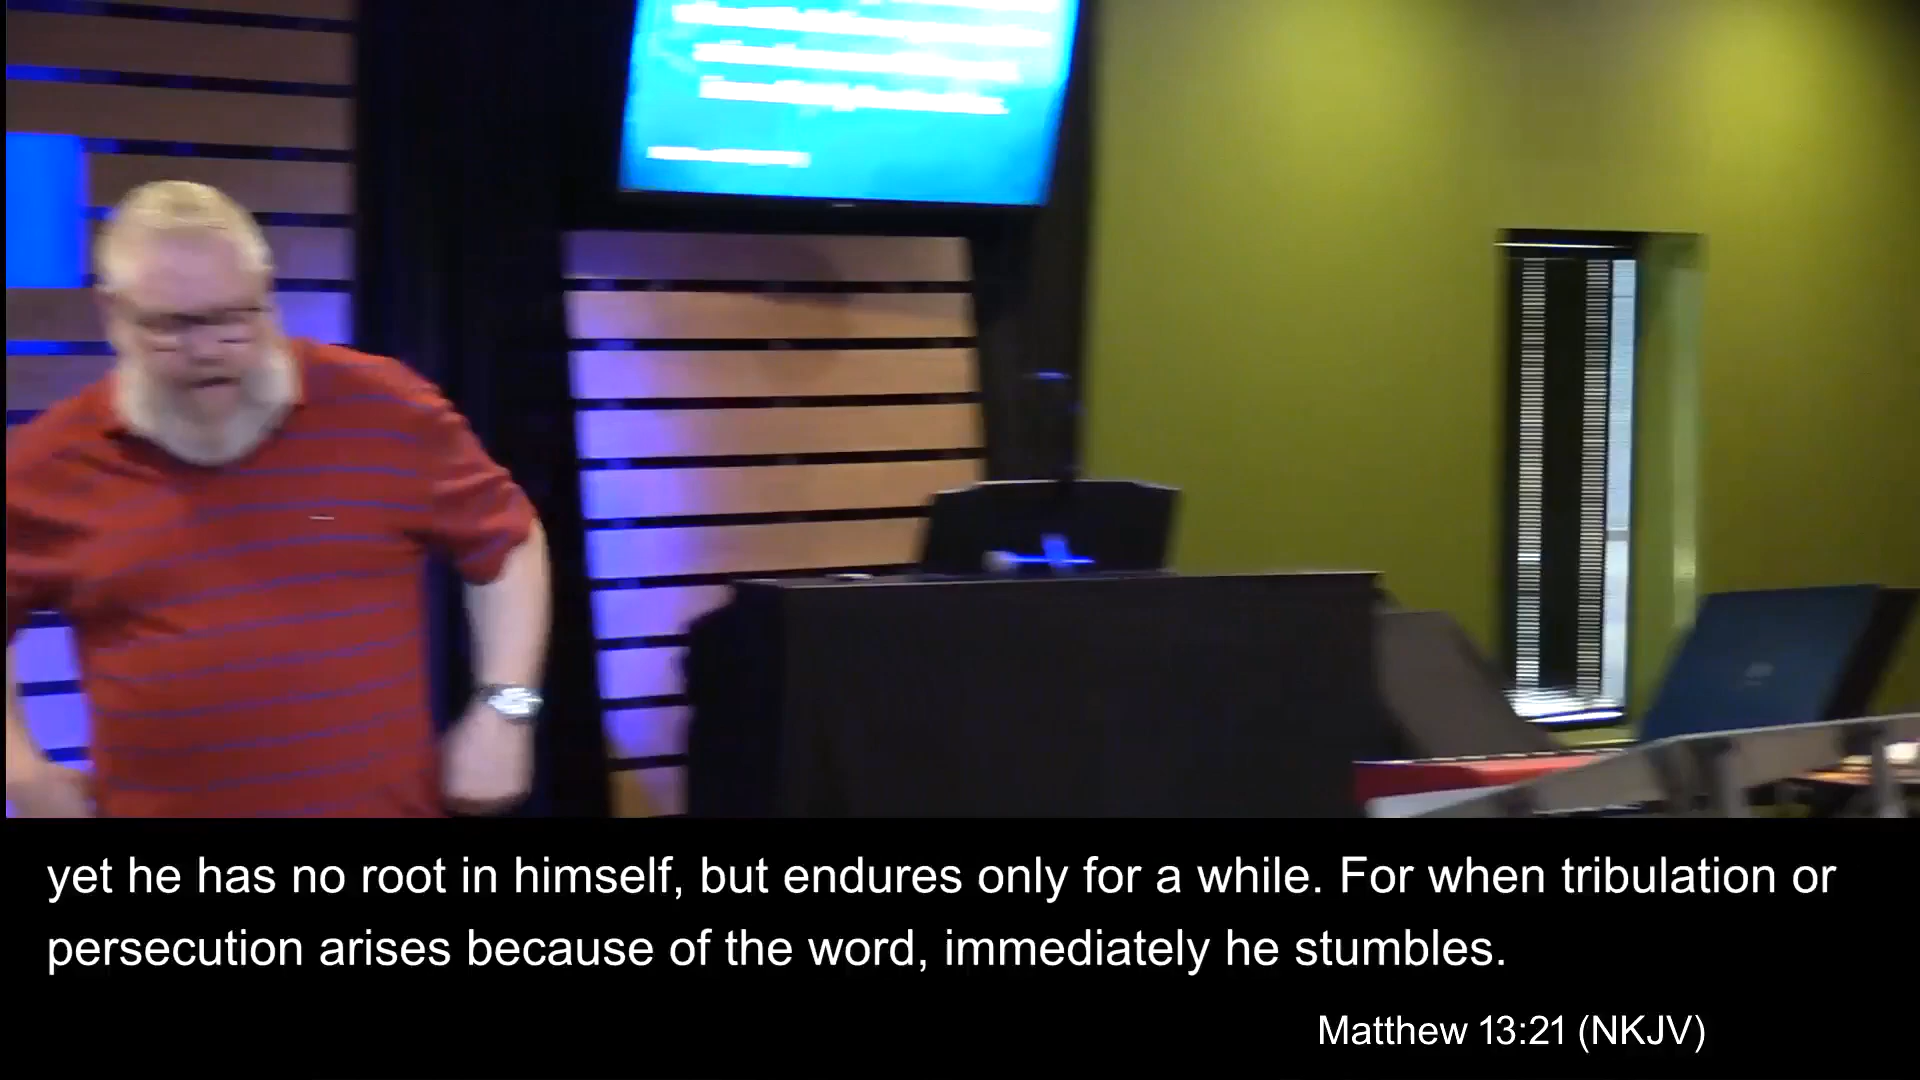 yet he has no root in himself, but endures only for a while. For when tribulation or
persecution arises because of the word, immediately he stumbles.
Matthew 13:21 (NKJV)